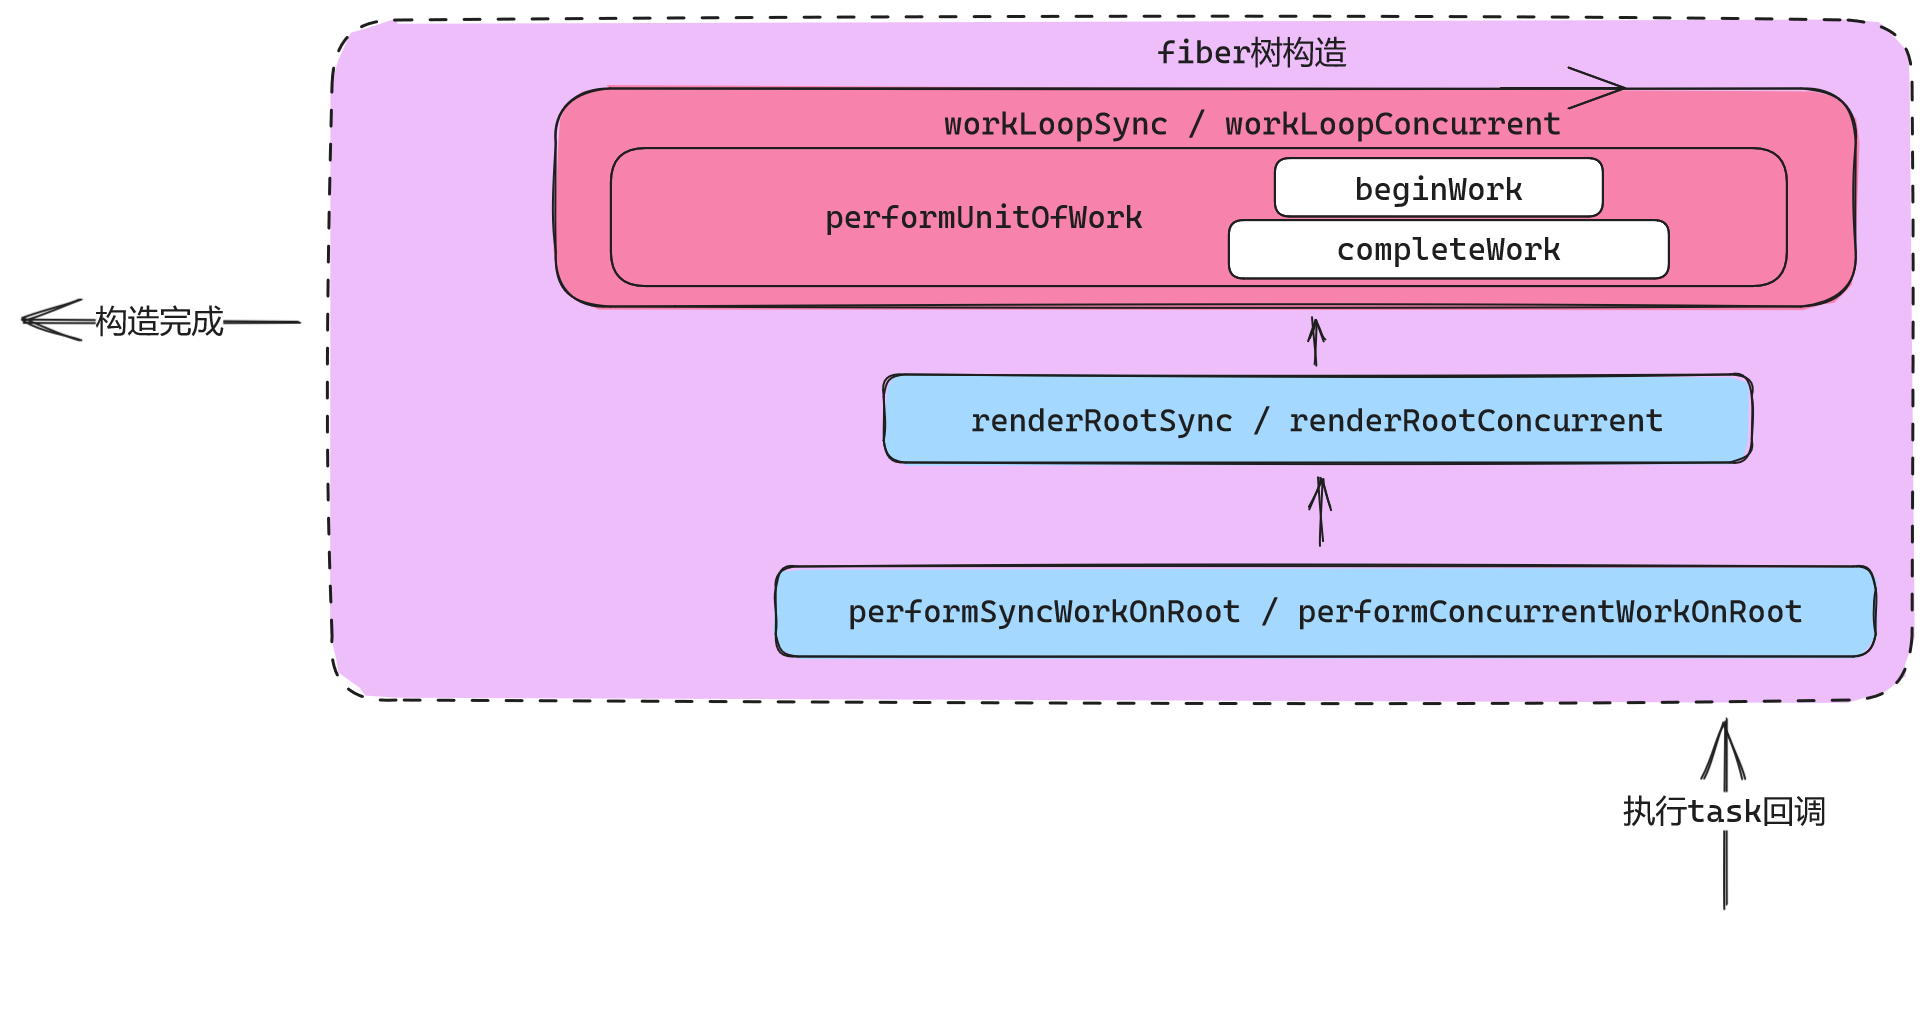 fiber树构造
workLoopSync / workLoopConcurrent
performUnitOfWork
beginWork
completeWork
构造完成
renderRootSync / renderRootConcurrent
performSyncWorkOnRoot / performConcurrentWorkOnRoot
执行task回调